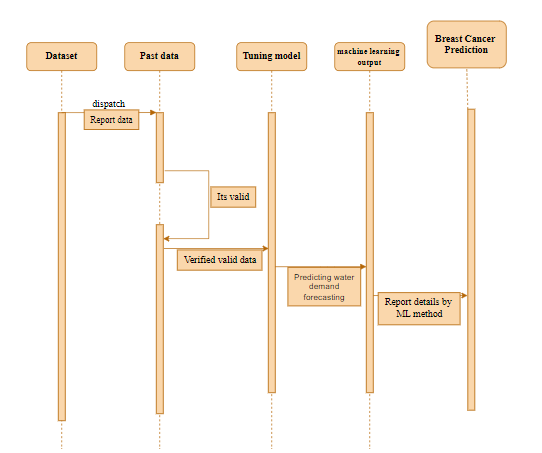 Dataset
Past data
Tuning model
machine learning
output
Breast Cancer
Prediction
dispatch
Report data
Its valid
Verified valid data
Predicting water
demand
forecasting
Report details by
ML method